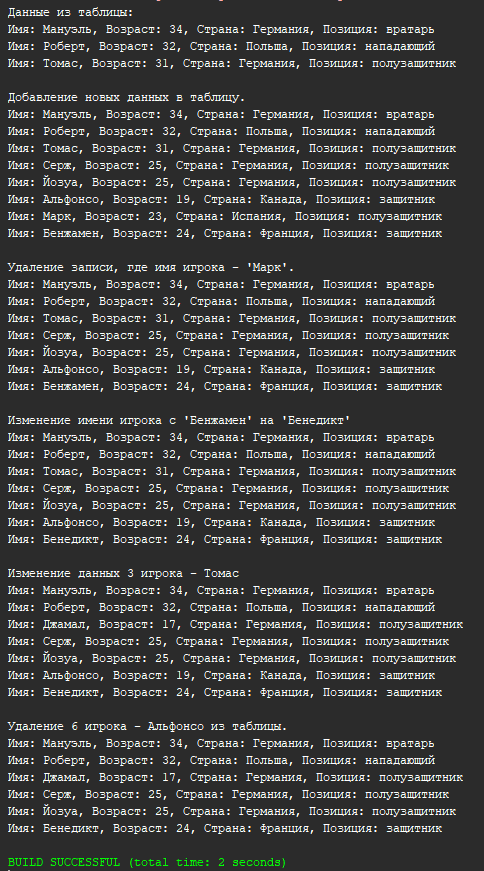 Данные из таблицы:
Имя: Мануэль, Возраст: 34, Страна: Германия, Позиция: вратарь
Имя: Роберт, Возраст: 32, Страна: Польша, Позиция: нападающий
Имя: Томас, Возраст: 31, Страна: Германия, Позиция: полузащитник
Добавление новых данных в таблицу.
Имя: Мануэль, Возраст: 34, Страна: Германия, Позиция: вратарь
Имя: Роберт, Возраст: 32, Страна: Польша, Позиция: нападающий
Имя: Томас, Возраст: 31, Страна: Германия, Позиция: полузащитник
Имя: Серж, Возраст: 25, Страна: Германия, Позиция: полузащитник
Имя: Йозуа, Возраст: 25, Страна: Германия, Позиция: полузащитник
Имя: Альфонсо, Возраст: 19, Страна: Канада, Позиция: защитник
Имя: Марк, Возраст: 23, Страна: Испания, Позиция: полузащитник
Имя: Бенжамен, Возраст: 24, Страна: Франция, Позиция: защитник
Удаление записи, где имя игрока - 'Марк'.
Имя: Мануэль, Возраст: 34, Страна: Германия, Позиция: вратарь
Имя: Роберт, Возраст: 32, Страна: Польша, Позиция: нападающий
Имя: Томас, Возраст: 31, Страна: Германия, Позиция: полузащитник
Имя: Серж, Возраст: 25, Страна: Германия, Позиция: полузащитник
Имя: Йозуа, Возраст: 25, Страна: Германия, Позиция: полузащитник
Имя: Альфонсо, Возраст: 19, Страна: Канада, Позиция: защитник
Имя: Бенжамен, Возраст: 24, Страна: Франция, Позиция: защитник
Изменение имени игрока с 'Бенжамен' на 'Бенедикт'
Имя: Мануэль, Возраст: 34, Страна: Германия, Позиция: вратарь
Имя: Роберт, Возраст: 32, Страна: Польша, Позиция: нападающий
Имя: Томас, Возраст: 31, Страна: Германия, Позиция: полузащитник
Имя: Серж, Возраст: 25, Страна: Германия, Позиция: полузащитник
Имя: Йозуа, Возраст: 25, Страна: Германия, Позиция: полузащитник
Имя: Альфонсо, Возраст: 19, Страна: Канада, Позиция: защитник
Имя: Бенедикт, Возраст: 24, Страна: Франция, Позиция: защитник
Изменение данных 3 игрока - Томас
Имя: Мануэль, Возраст: 34, Страна: Германия, Позиция: вратарь
Имя: Роберт, Возраст: 32, Страна: Польша, Позиция: нападающий
Имя: Джамал, Возраст: 17, Страна: Германия, Позиция: полузащитник
Имя: Серж, Возраст: 25, Страна: Германия, Позиция: полузащитник
Имя: Йозуа, Возраст: 25, Страна: Германия, Позиция: полузащитник
Имя: Альфонсо, Возраст: 19, Страна: Канада, Позиция: защитник
Имя: Бенедикт, Возраст: 24, Страна: Франция, Позиция: защитник
Удаление 6 игрока - Альфонсо из таблицы.
Имя: Мануэль, Возраст: 34, Страна: Германия, Позиция: вратарь
Имя: Роберт, Возраст: 32, Страна: Польша, Позиция: нападающий
Имя: Джамал, Возраст: 17, Страна: Германия, Позиция: полузащитник
Имя: Серж, Возраст: 25, Страна: Германия, Позиция: полузащитник
Имя: Йозуа, Возраст: 25, Страна: Германия, Позиция: полузащитник
Имя: Бенедикт, Возраст: 24, Страна: Франция, Позиция: защитник
BUILD SUCCESSFUL (total time: 2 seconds)